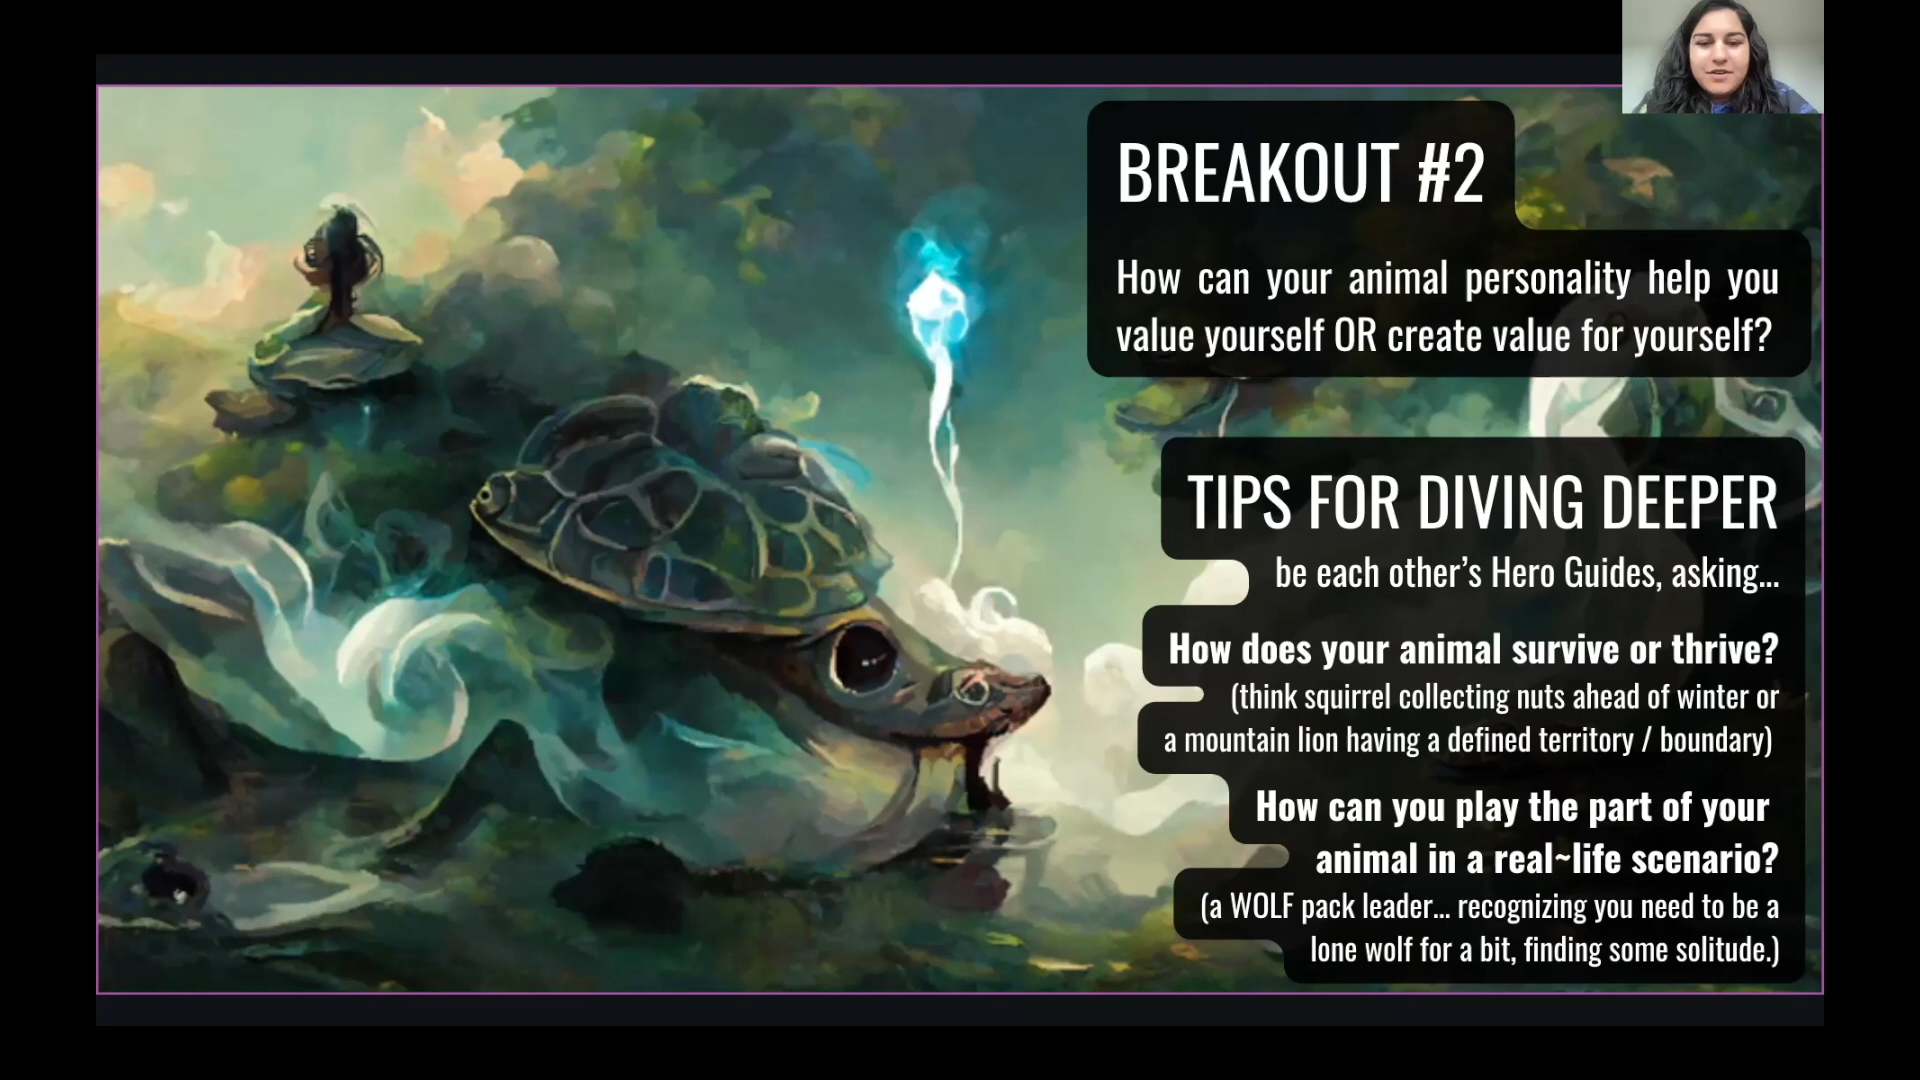 BREAKOUT #2
How can your animal personality help you
value yourself OR create value for yourself?
TIPS FOR DIVING DEEPER
be each other’s Hero Guides, asking...
How does your animal survive or thrive?
(think squirrel collecting nuts ahead of winter or
a mountain lion having a defined territory / boundary)
How can you play the part of your
animal in a real~life scenario?
(a WOLF pack leader... recognizing you need to be a
lone wolf for a bit, finding some solitude.)